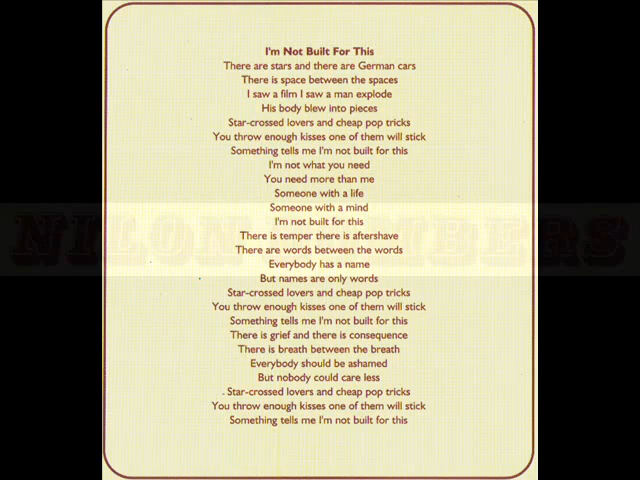 I'm Not Built For This
There are stars and there are German cars
There is space between the spaces
I saw a film I saw a man explode
His body blew into pieces
Star-crossed lovers and cheap pop tricks
You throw enough kisses one of them will stick
Something tells me I'm not built for this
I'm not what you need
You need more than me
Someone with a life
Someone with a mind
I'm not built for this
There is temper there is aftershave
There are words between the words
Everybody has a name
But names are only words
Star-crossed lovers and cheap pop tricks
You throw enough kisses one of them will stick
Something tells me I'm not built for this
There is grief and there is consequence
There is breath between the breath
Everybody should be ashamed
But nobody could care less
Star-crossed lovers and cheap pop tricks
You throw enough kisses one of them will stick
Something tells me I'm not built for this